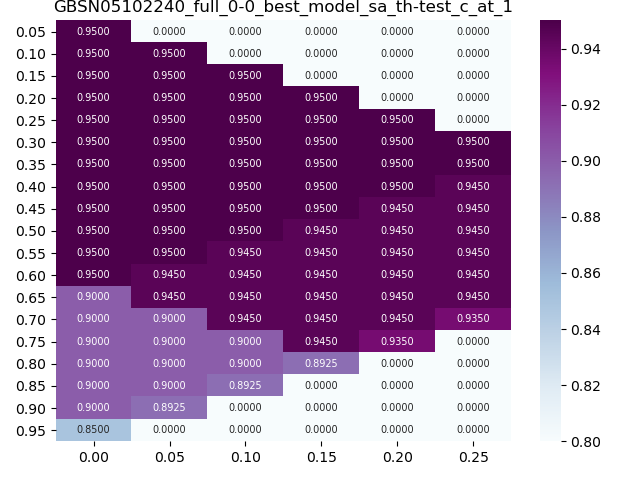 GBSN05102240_full_0-0_best_model_sa_th-test_c_at_1
0.05 0.9500 0.0000 0.0000 0.0000 0.0000 0.0000
0.10 0.9500 0.9500 0.0000 0.0000 0.0000 0.0000
0.15 0.9500 0.9500 0.9500 0.0000 0.0000 0.0000
0.20 0.9500 0.9500 0.9500 0.9500 0.0000 0.0000
0.25 0.9500 0.9500 0.9500 0.9500 0.9500 0.0000
0.30 0.9500 0.9500 0.9500 0.9500 0.9500 0.9500
0.35 0.9500 0.9500 0.9500 0.9500 0.9500 0.9500
0.40 0.9500 0.9500 0.9500 0.9500 0.9500 0.9450
0.45 0.9500 0.9500 0.9500 0.9500 0.9450 0.9450
0.50 0.9500 0.9500 0.9500 0.9450 0.9450 0.9450
0.55 0.9500 0.9500 0.9450 0.9450 0.9450 0.9450
0.60 0.9500 0.9450 0.9450 0.9450 0.9450 0.9450
0.65 0.9000 0.9450 0.9450 0.9450 0.9450 0.9450
0.70 0.9000 0.9000 0.9450 0.9450 0.9450 0.9350
0.75 0.9000 0.9000 0.9000 0.9450 0.9350 0.0000
0.80 0.9000 0.9000 0.9000 0.8925 0.0000 0.0000
0.85 0.9000 0.9000 0.8925 0.0000 0.0000 0.0000
0.90 0.9000 0.8925 0.0000 0.0000 0.0000 0.0000
0.95 0.8500 0.0000 0.0000 0.0000 0.0000 0.0000
0.00 0.05 0.10 0.15 0.20 0.25
0.94
0.92
0.90
0.88
0.86
0.84
0.82
0.80